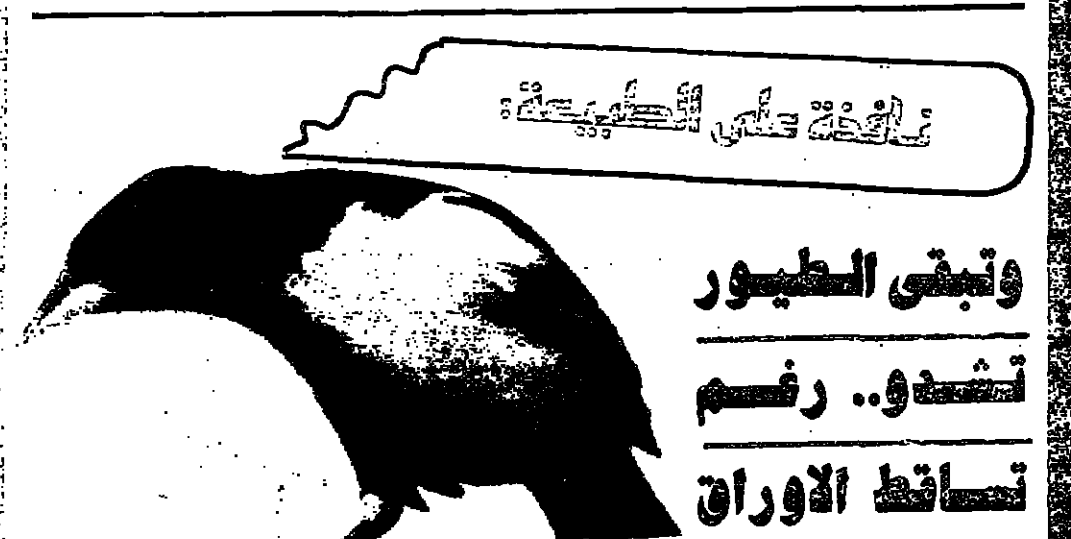 نافذة على الطبيعة:
وتبقى الطيور
تشدو.. رغم
تساقط الاوراق